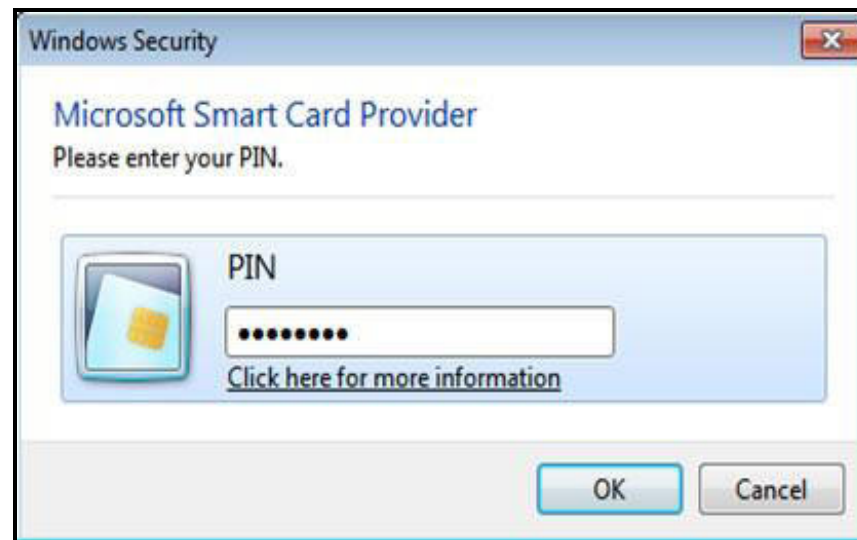 Windows Security
Microsoft Smart Card Provider
Please enter your PIN.
PIN
••••••••
Click here for more information
OK
Cancel